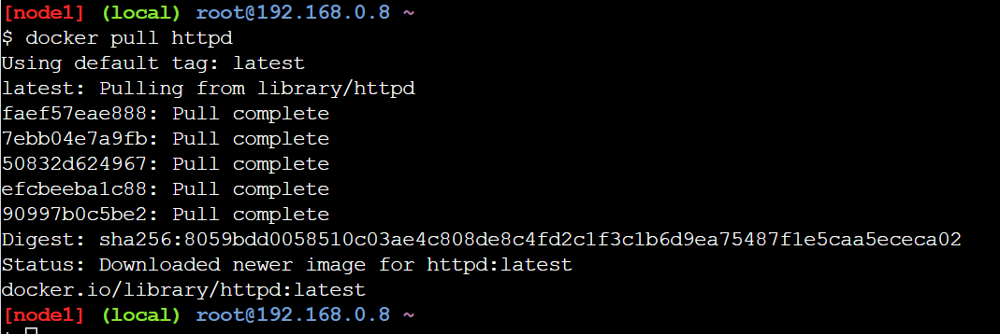 [node1] (local) root@192.168.0.8 ~
$ docker pull httpd
Using default tag: latest
latest: Pulling from library/httpd
faef57eae888: Pull complete
7ebb04e7a9fb: Pull complete
50832d624967: Pull complete
efcbeeba1c88: Pull complete
90997b0c5be2: Pull complete
Digest: sha256:8059bdd0058510c03ae4c808de8c4fd2c1f3c1b6d9ea75487f1e5caa5ececa02
Status: Downloaded newer image for httpd:latest
docker.io/library/httpd:latest
[node1] (local) root@192.168.0.8 ~